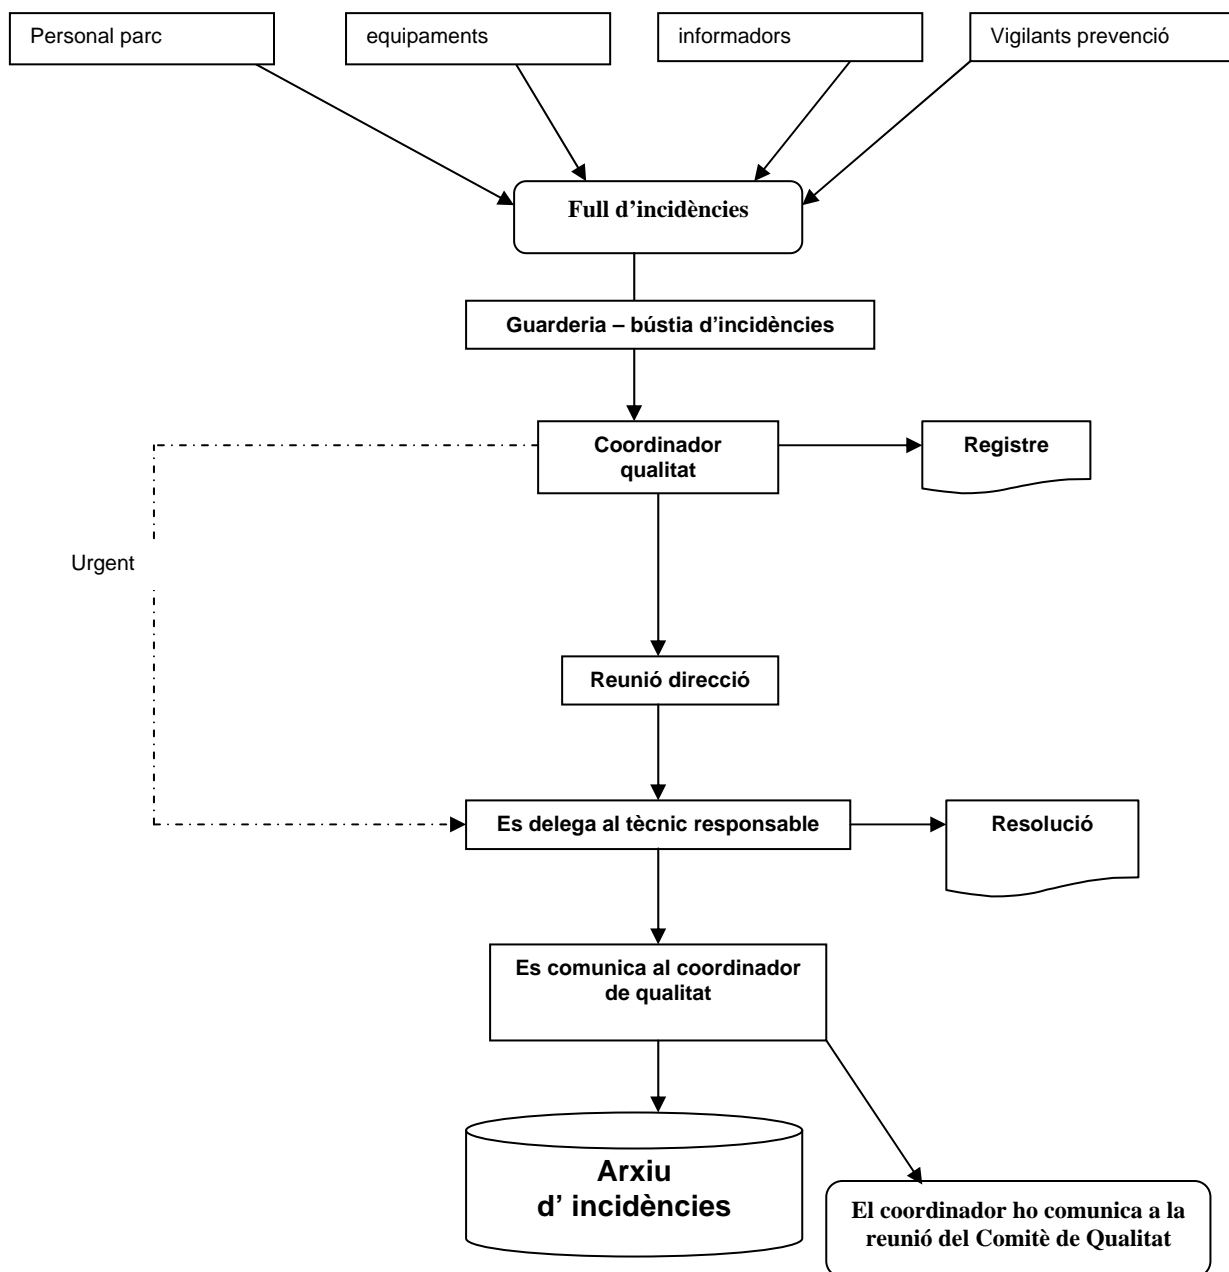 Personal parc
equipaments
informadors
Vigilants prevenció
Full d’incidències
Guarderia – bústia d’incidències
Coordinador
qualitat
Registre
Urgent
Reunió direcció
Es delega al tècnic responsable
Resolució
Es comunica al coordinador
de qualitat
Arxiu
d’ incidències
El coordinador ho comunica a la
reunió del Comitè de Qualitat